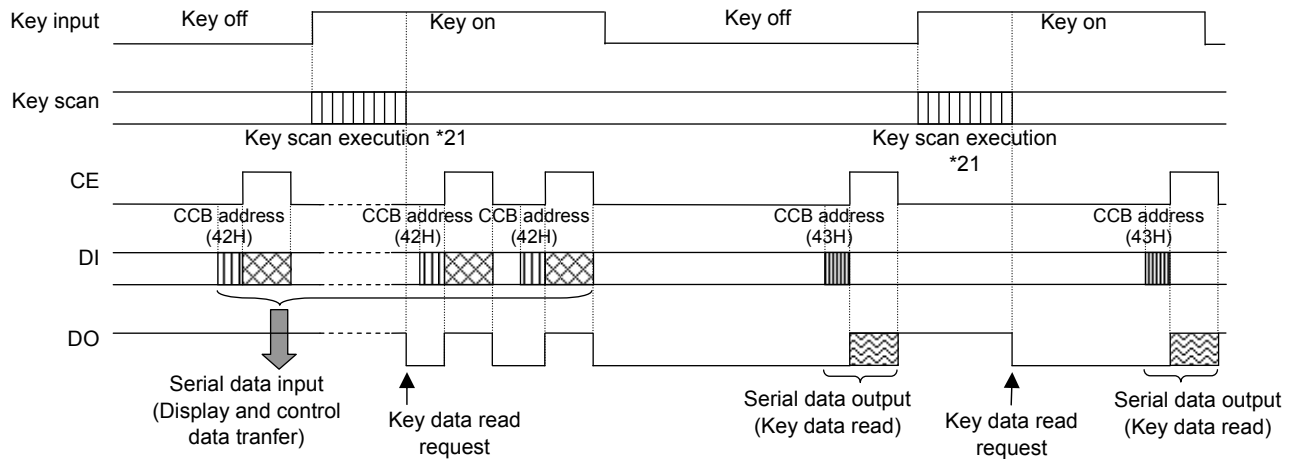 Key input
Key off
Key on
Key off
Key on
Key scan
Key scan execution *21
Key scan execution
*21
CE
CCB address
(42H)
CCB address
(42H)
CCB address
(42H)
CCB address
(43H)
CCB address
(43H)
DI
DO
Serial data input
(Display and control
data tranfer)
Key data read
request
Serial data output
(Key data read)
Key data read
request
Serial data output
(Key data read)